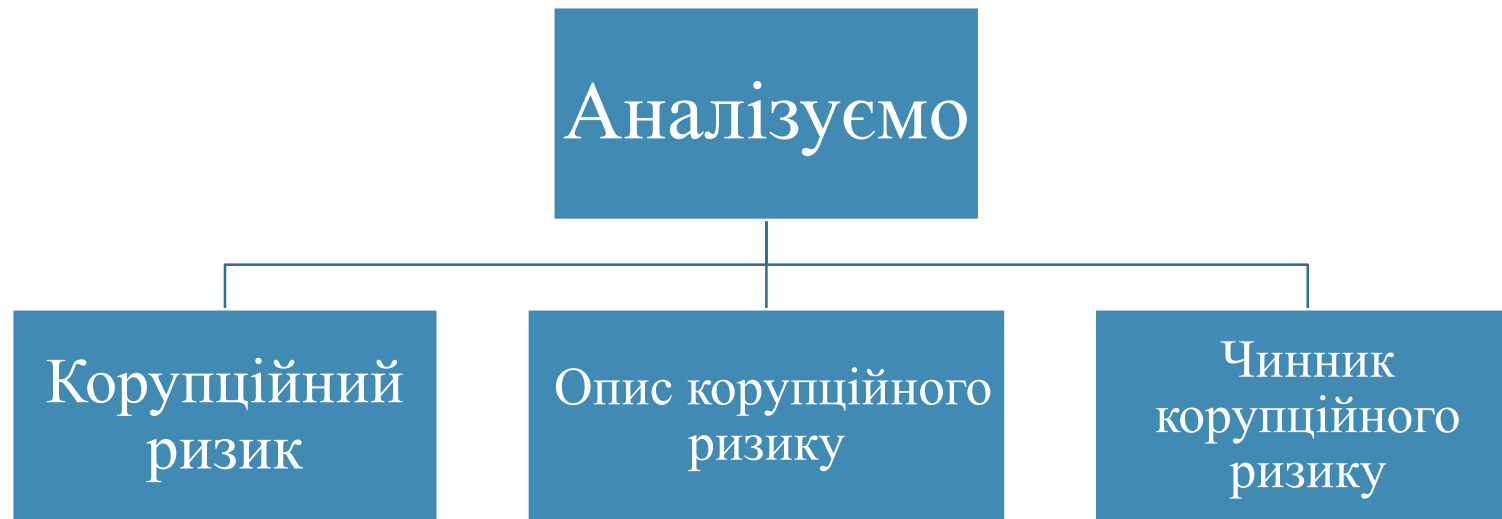 Аналізуємо
Корупційний
ризик
Опис корупційного
ризику
Чинник
корупційного
ризику